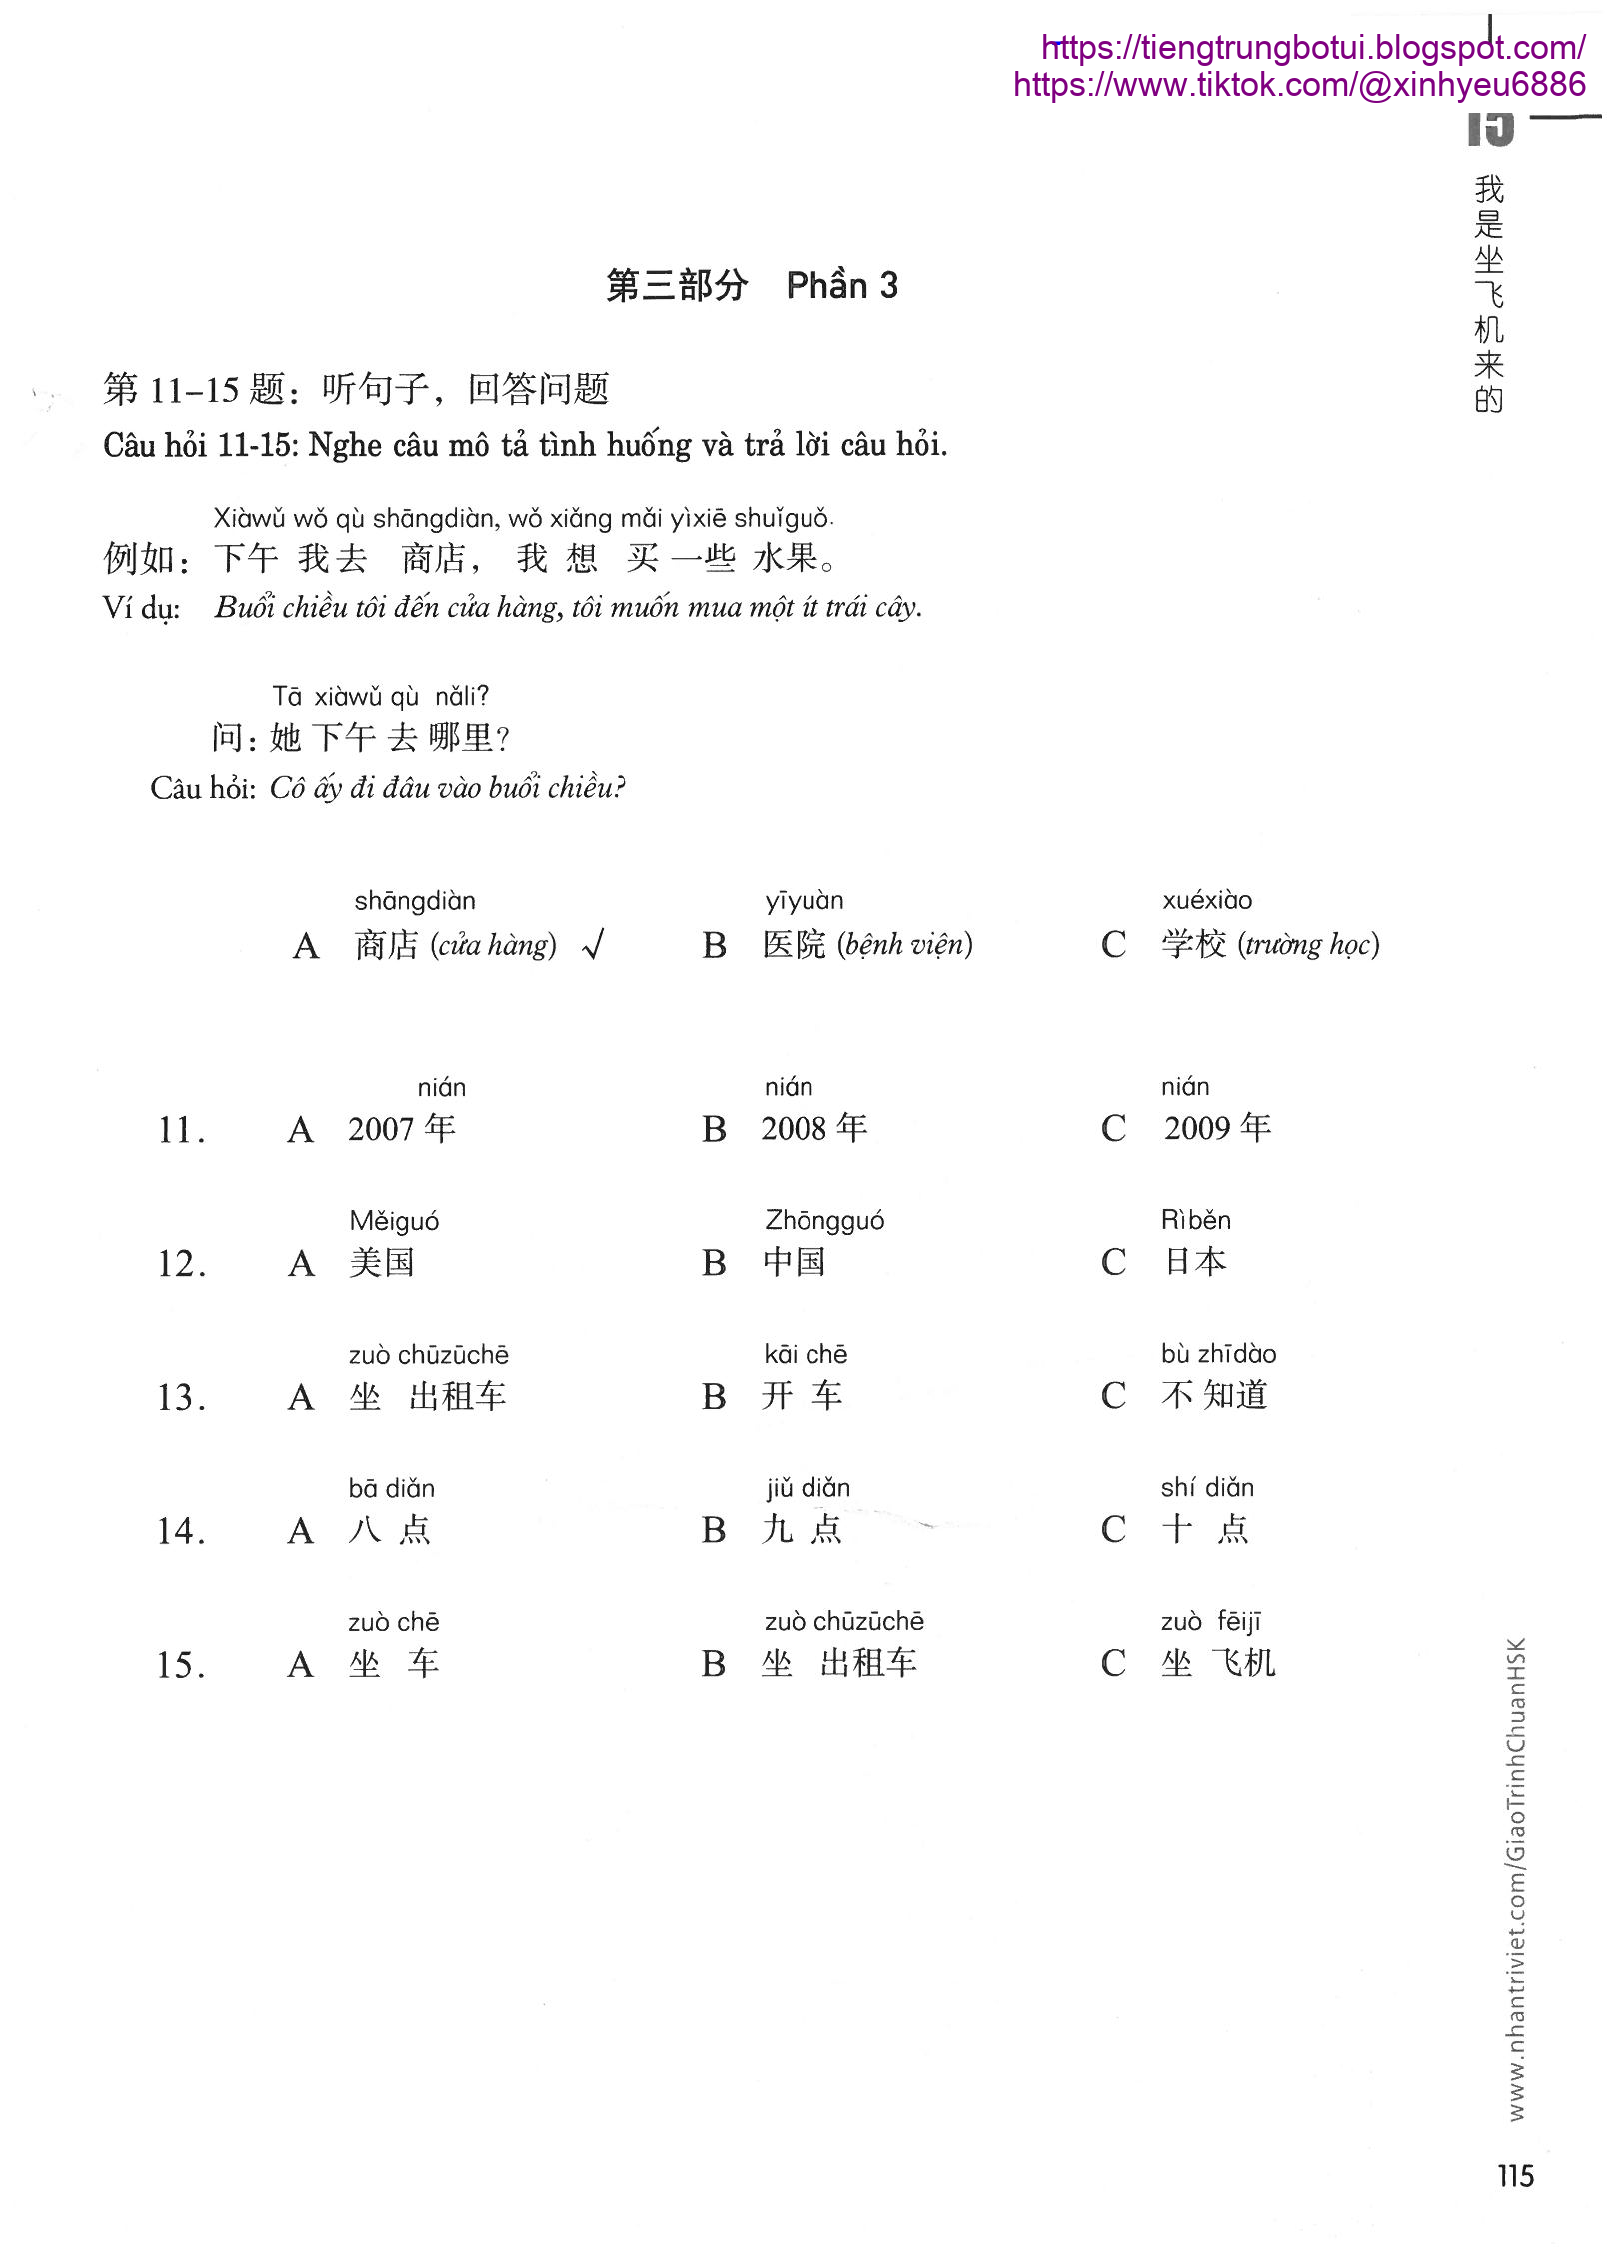 https://tiengtrungbotui.blogspot.com/
https://www.tiktok.com/@xinhyeu6886
15
我是坐飞机来的
第三部分 Phần 3
第 11–15 题：听句子，回答问题
Câu hỏi 11-15: Nghe câu mô tả tình huống và trả lời câu hỏi.
Xiàwǔ wǒ qù shāngdiàn, wǒ xiǎng mǎi yìxiē shuǐguǒ.
例如：下午 我去 商店， 我 想 买 一些 水果。
Ví dụ: Buổi chiều tôi đến cửa hàng, tôi muốn mua một ít trái cây.
Tā xiàwǔ qù nǎli?
问：她 下午 去 哪里？
Câu hỏi: Cô ấy đi đâu vào buổi chiều?
shāngdiàn yīyuàn xuéxiào
A 商店 (cửa hàng) √ B 医院 (bệnh viện) C 学校 (trường học)
nián nián nián
11. A 2007 年 B 2008 年 C 2009 年
Měiguó Zhōngguó Rìběn
12. A 美国 B 中国 C 日本
zuò chūzūchē kāi chē bù zhīdào
13. A 坐 出租车 B 开 车 C 不 知道
bā diǎn jiǔ diǎn shí diǎn
14. A 八 点 B 九 点 C 十 点
zuò chē zuò chūzūchē zuò fēijī
15. A 坐 车 B 坐 出租车 C 坐 飞机
www.nhantriviet.com/GiaoTrinhChuanHSK
115